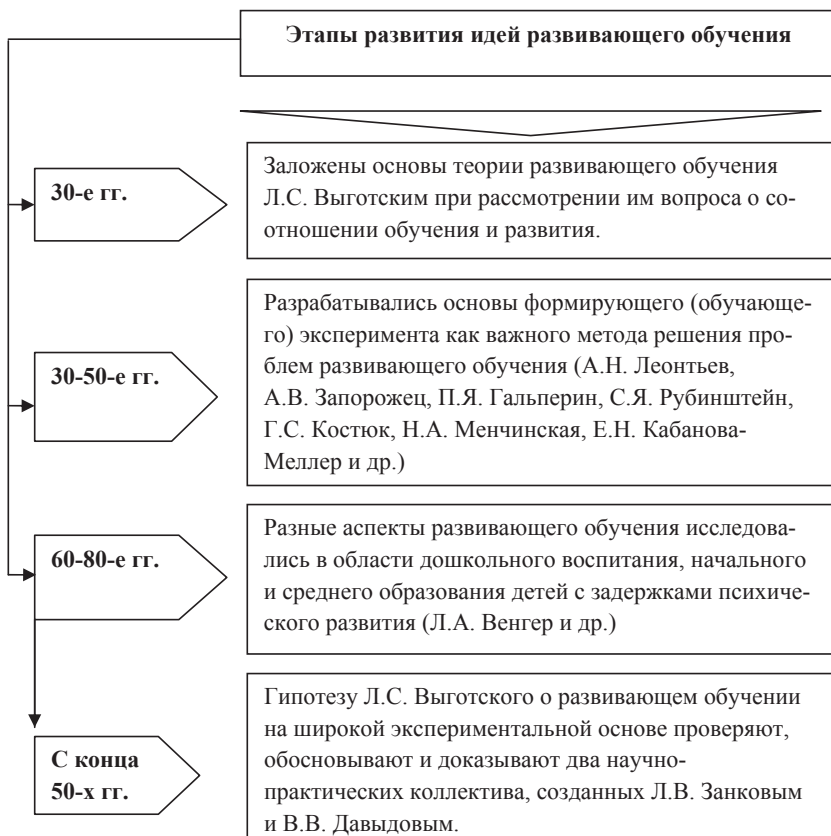 Этапы развития идей развивающего обучения
30-е гг.
Заложены основы теории развивающего обучения
Л.С. Выготским при рассмотрении им вопроса о со-
отношении обучения и развития.
30-50-е гг.
Разрабатывались основы формирующего (обучающе-
го) эксперимента как важного метода решения про-
блем развивающего обучения (А.Н. Леонтьев,
А.В. Запорожец, П.Я. Гальперин, С.Я. Рубинштейн,
Г.С. Костюк, Н.А. Менчинская, Е.Н. Кабанова-
Меллер и др.)
60-80-е гг.
Разные аспекты развивающего обучения исследова-
лись в области дошкольного воспитания, начального
и среднего образования детей с задержками психиче-
ского развития (Л.А. Венгер и др.)
С конца
50-х гг.
Гипотезу Л.С. Выготского о развивающем обучении
на широкой экспериментальной основе проверяют,
обосновывают и доказывают два научно-
практических коллектива, созданных Л.В. Занковым
и В.В. Давыдовым.